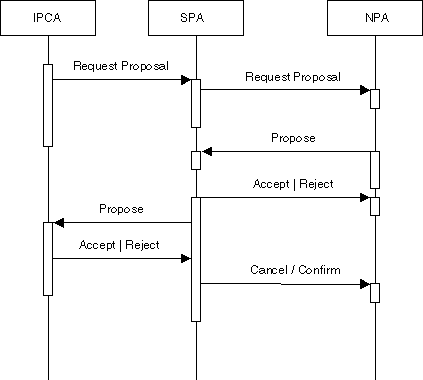 IPCA
SPA
NPA
Request Proposal
Request Proposal
Propose
Accept | Reject
Propose
Accept | Reject
Cancel / Confirm